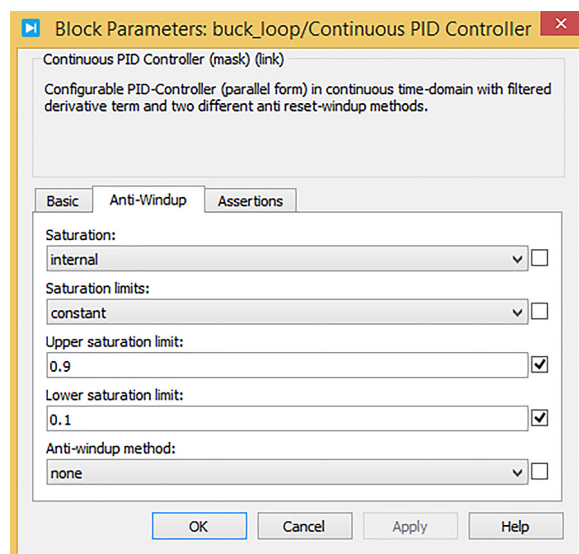 Block Parameters: buck_loop/Continuous PID Controller
Continuous PID Controller (mask) (link)
Configurable PID-Controller (parallel form) in continuous time-domain with filtered
derivative term and two different anti reset-windup methods.
Basic
Anti-Windup
Assertions
Saturation:
internal
Saturation limits:
constant
Upper saturation limit:
0.9
Lower saturation limit:
0.1
Anti-windup method:
none
OK
Cancel
Apply
Help